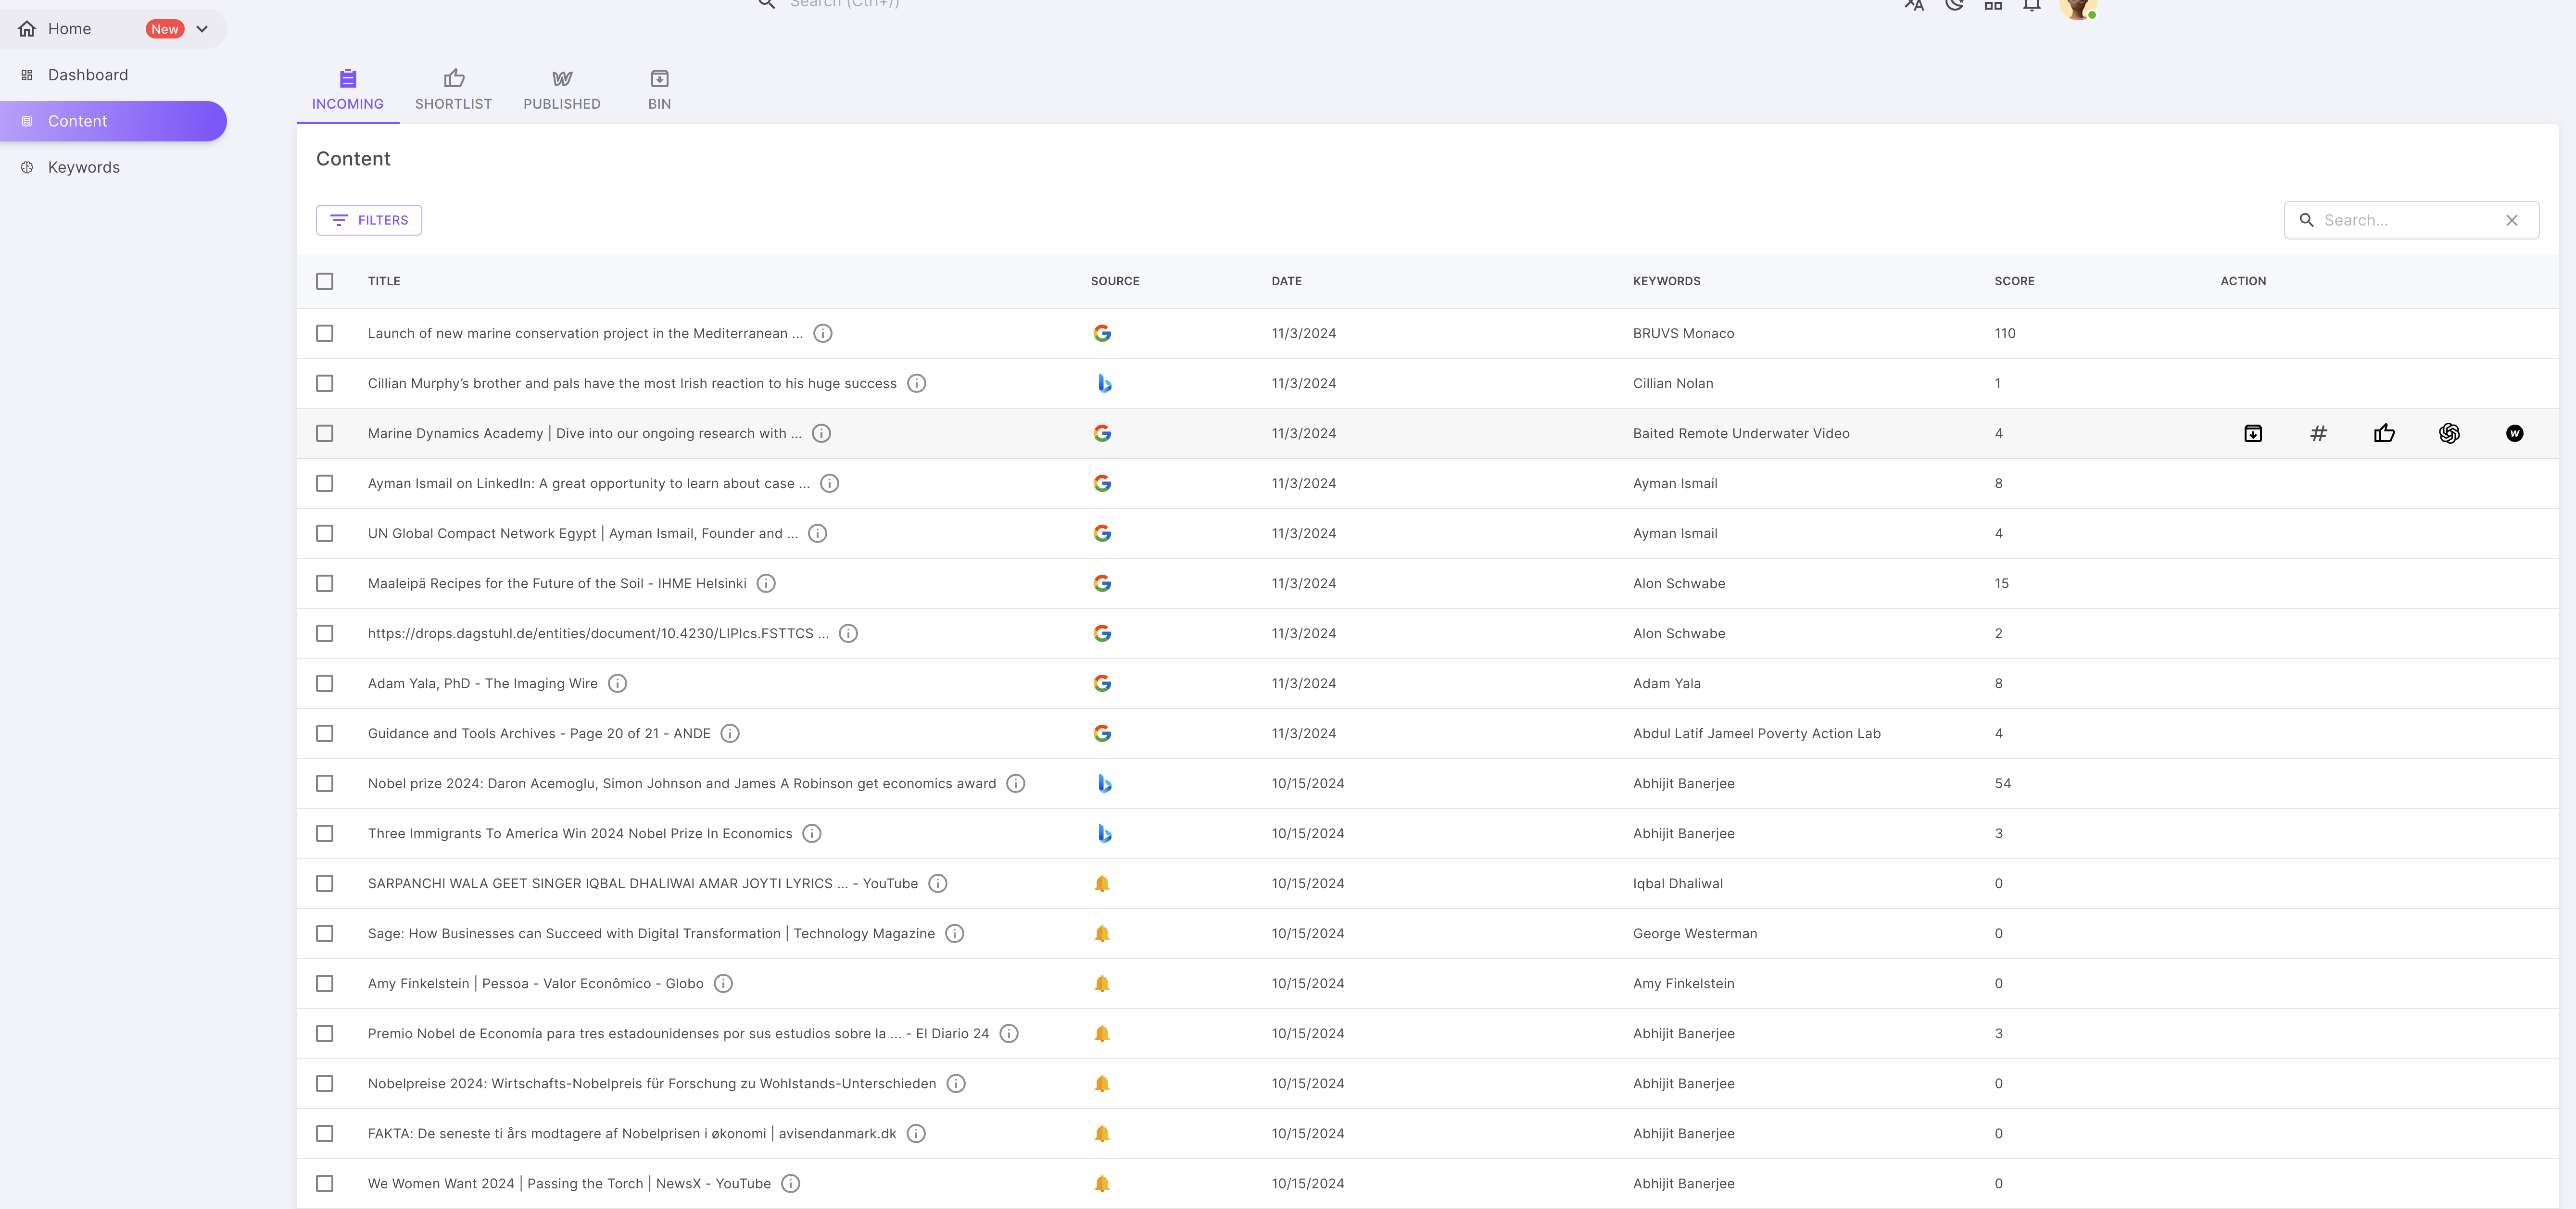 Search (Ctrl+/)
Home New
Dashboard
Content
Keywords
INCOMING SHORTLIST PUBLISHED BIN
Content
FILTERS Search...
TITLE SOURCE DATE KEYWORDS SCORE ACTION
Launch of new marine conservation project in the Mediterranean ... 11/3/2024 BRUVS Monaco 110
Cillian Murphy’s brother and pals have the most Irish reaction to his huge success 11/3/2024 Cillian Nolan 1
Marine Dynamics Academy | Dive into our ongoing research with ... 11/3/2024 Baited Remote Underwater Video 4
Ayman Ismail on LinkedIn: A great opportunity to learn about case ... 11/3/2024 Ayman Ismail 8
UN Global Compact Network Egypt | Ayman Ismail, Founder and ... 11/3/2024 Ayman Ismail 4
Maaleipä Recipes for the Future of the Soil - IHME Helsinki 11/3/2024 Alon Schwabe 15
https://drops.dagstuhl.de/entities/document/10.4230/LIPIcs.FSTTCS ... 11/3/2024 Alon Schwabe 2
Adam Yala, PhD - The Imaging Wire 11/3/2024 Adam Yala 8
Guidance and Tools Archives - Page 20 of 21 - ANDE 11/3/2024 Abdul Latif Jameel Poverty Action Lab 4
Nobel prize 2024: Daron Acemoglu, Simon Johnson and James A Robinson get economics award 10/15/2024 Abhijit Banerjee 54
Three Immigrants To America Win 2024 Nobel Prize In Economics 10/15/2024 Abhijit Banerjee 3
SARPANCHI WALA GEET SINGER IQBAL DHALIWAl AMAR JOYTI LYRICS ... - YouTube 10/15/2024 Iqbal Dhaliwal 0
Sage: How Businesses can Succeed with Digital Transformation | Technology Magazine 10/15/2024 George Westerman 0
Amy Finkelstein | Pessoa - Valor Econômico - Globo 10/15/2024 Amy Finkelstein 0
Premio Nobel de Economía para tres estadounidenses por sus estudios sobre la ... - El Diario 24 10/15/2024 Abhijit Banerjee 3
Nobelpreise 2024: Wirtschafts-Nobelpreis für Forschung zu Wohlstands-Unterschieden 10/15/2024 Abhijit Banerjee 0
FAKTA: De seneste ti års modtagere af Nobelprisen i økonomi | avisendanmark.dk 10/15/2024 Abhijit Banerjee 0
We Women Want 2024 | Passing the Torch | NewsX - YouTube 10/15/2024 Abhijit Banerjee 0